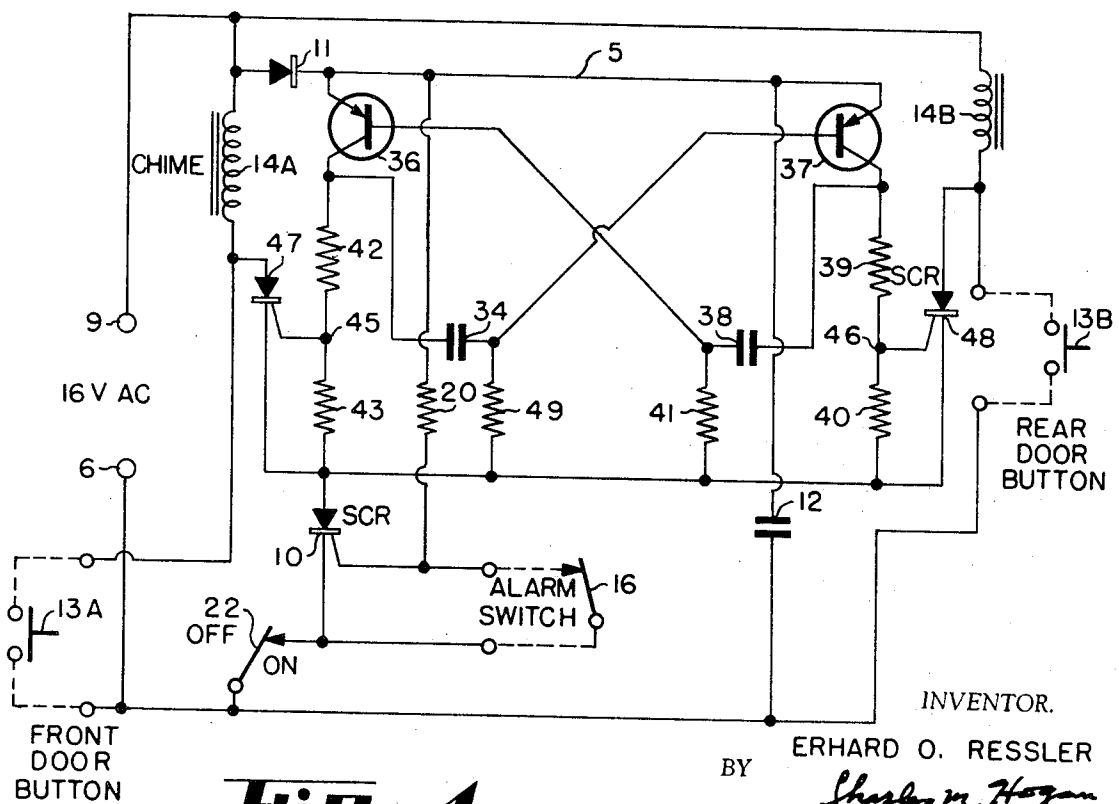 11
5
36
37
14B
CHIME
14A
47
42
39
SCR
9
45
34
38
46
48
13B
16 V AC
43
20
49
41
40
6
REAR
DOOR
BUTTON
SCR
12
10
ALARM
SWITCH
16
13A
22
OFF
ON
FRONT
DOOR
BUTTON
INVENTOR.
ERHARD O. RESSLER
BY
Charles M. Hogan